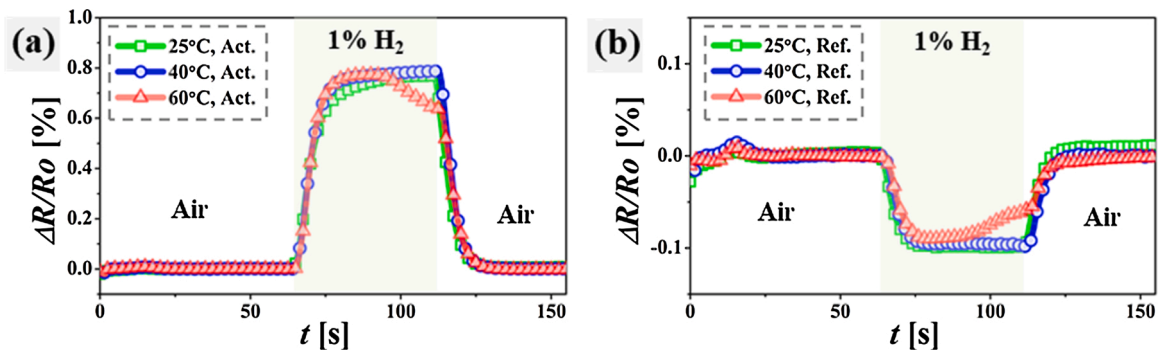 (a)
25°C, Act.
40°C, Act.
60°C, Act.
1% H₂
Air
Air
ΔR/Ro [%]
1.0
0.8
0.6
0.4
0.2
0.0
0
50
100
150
t [s]
(b)
25°C, Ref.
40°C, Ref.
60°C, Ref.
1% H₂
Air
Air
ΔR/Ro [%]
0.1
0.0
-0.1
0
50
100
150
t [s]